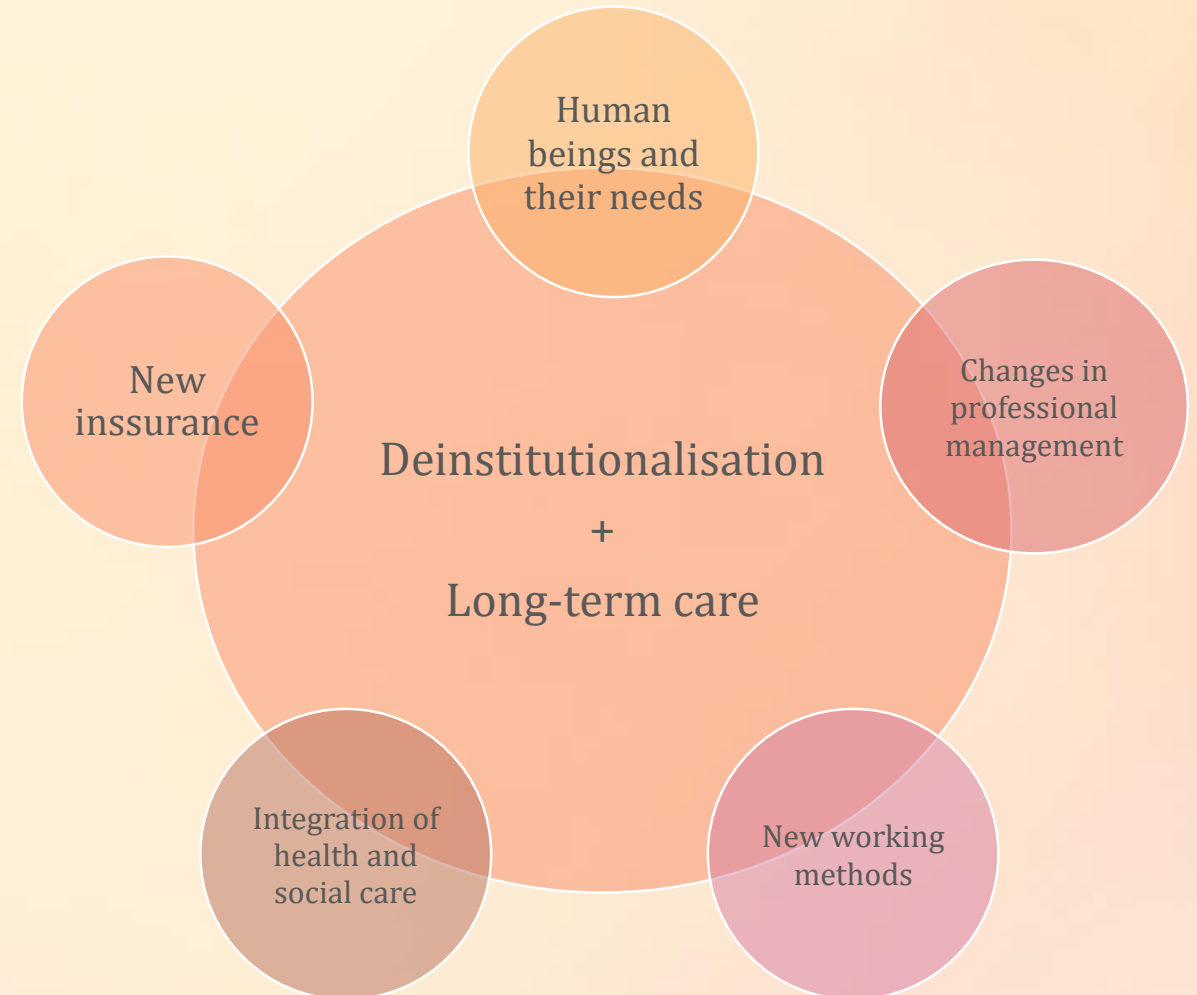 Human
beings and
their needs
New
inssurance
Changes in
professional
management
Deinstitutionalisation
+
Long-term care
Integration of
health and
social care
New working
methods